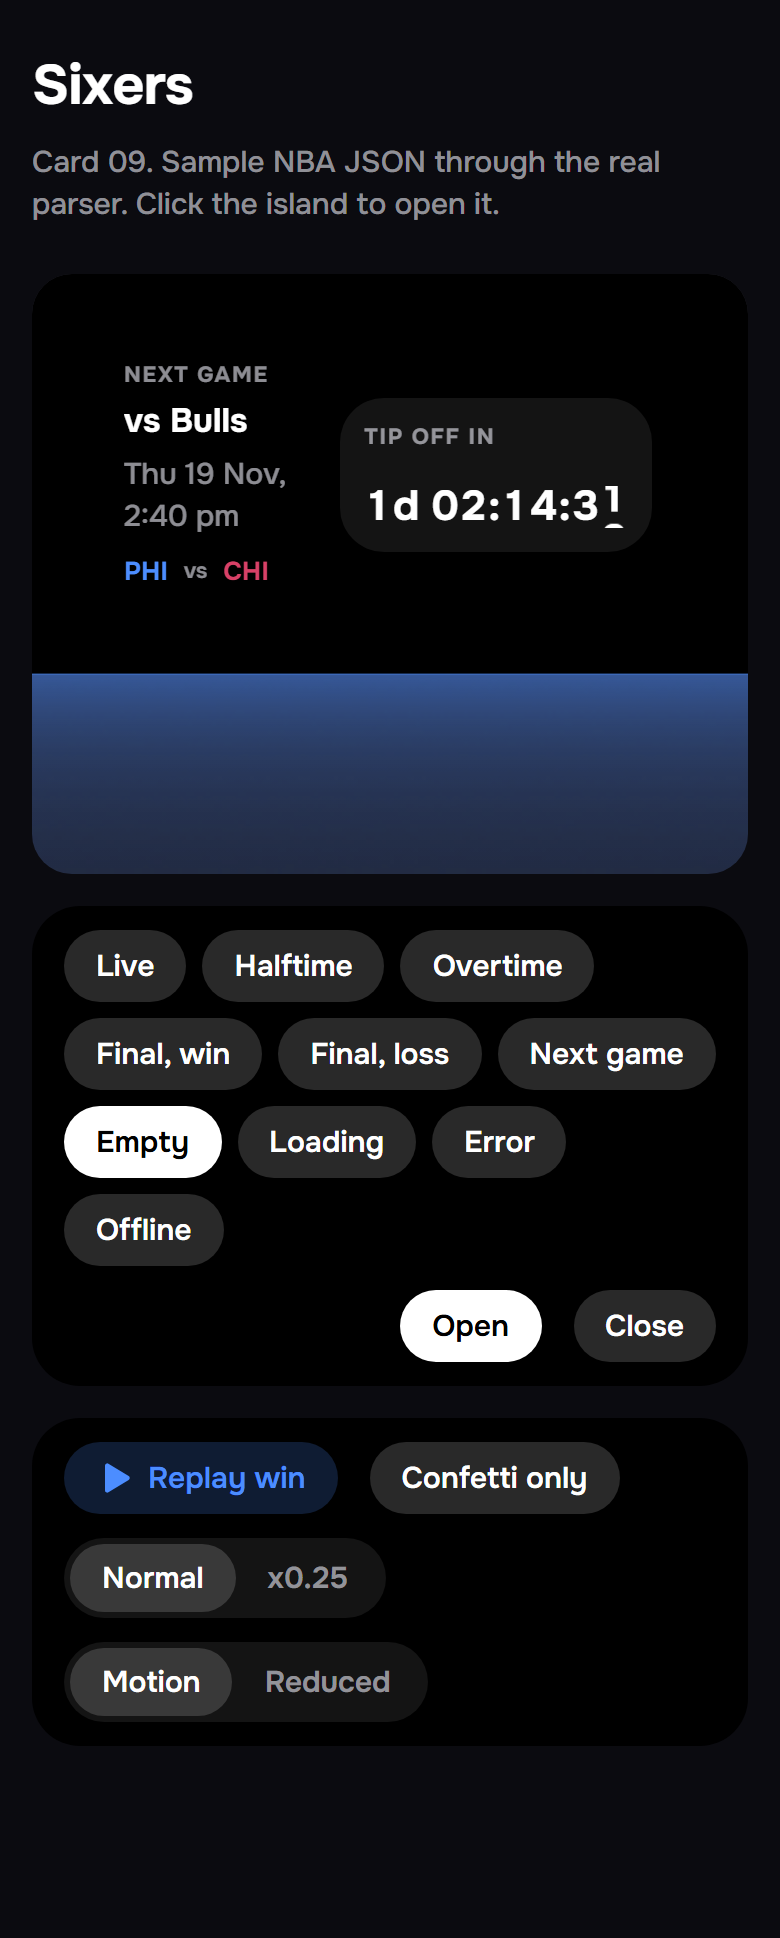 Sixers
Card 09. Sample NBA JSON through the real
parser. Click the island to open it.
NEXT GAME
vs Bulls
Thu 19 Nov,
2:40 pm
PHI vs CHI
TIP OFF IN
1d 02:14:31
Live
Halftime
Overtime
Final, win
Final, loss
Next game
Empty
Loading
Error
Offline
Open
Close
Replay win
Confetti only
Normal
x0.25
Motion
Reduced